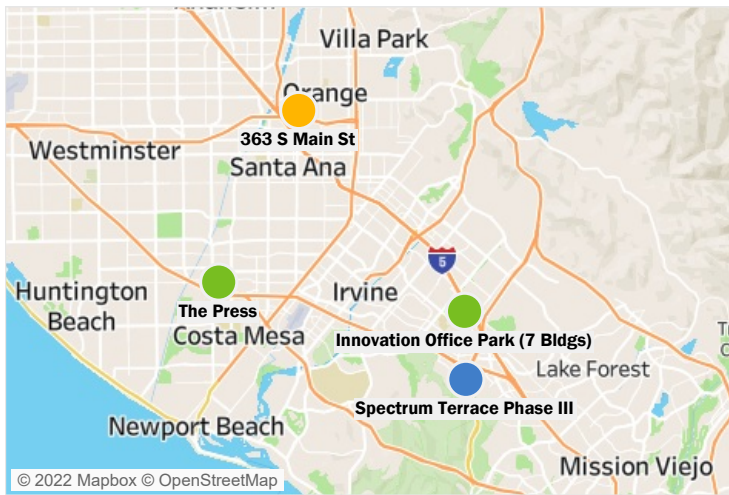 Villa Park
Orange
363 S Main St
Westminster
Santa Ana
5
Huntington
Beach
Irvine
The Press
Costa Mesa
Innovation Office Park (7 Bldgs)
Lake Forest
Spectrum Terrace Phase III
Newport Beach
Mission Viejo
© 2022 Mapbox © OpenStreetMap